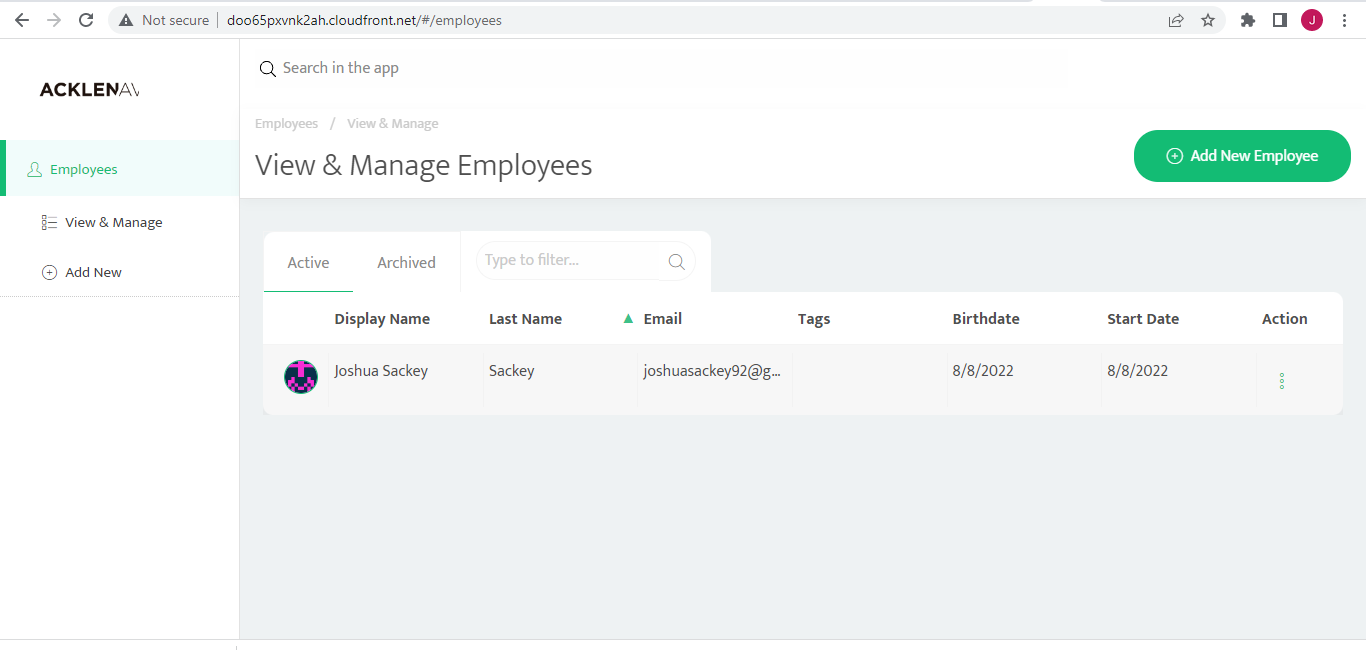 Not secure doo65pxvnk2ah.cloudfront.net/#/employees
J
ACKLENAV
Search in the app
Employees / View & Manage
View & Manage Employees
Add New Employee
Employees
View & Manage
Add New
Active Archived Type to filter...
Display Name Last Name Email Tags Birthdate Start Date Action
Joshua Sackey Sackey joshuasackey92@g... 8/8/2022 8/8/2022